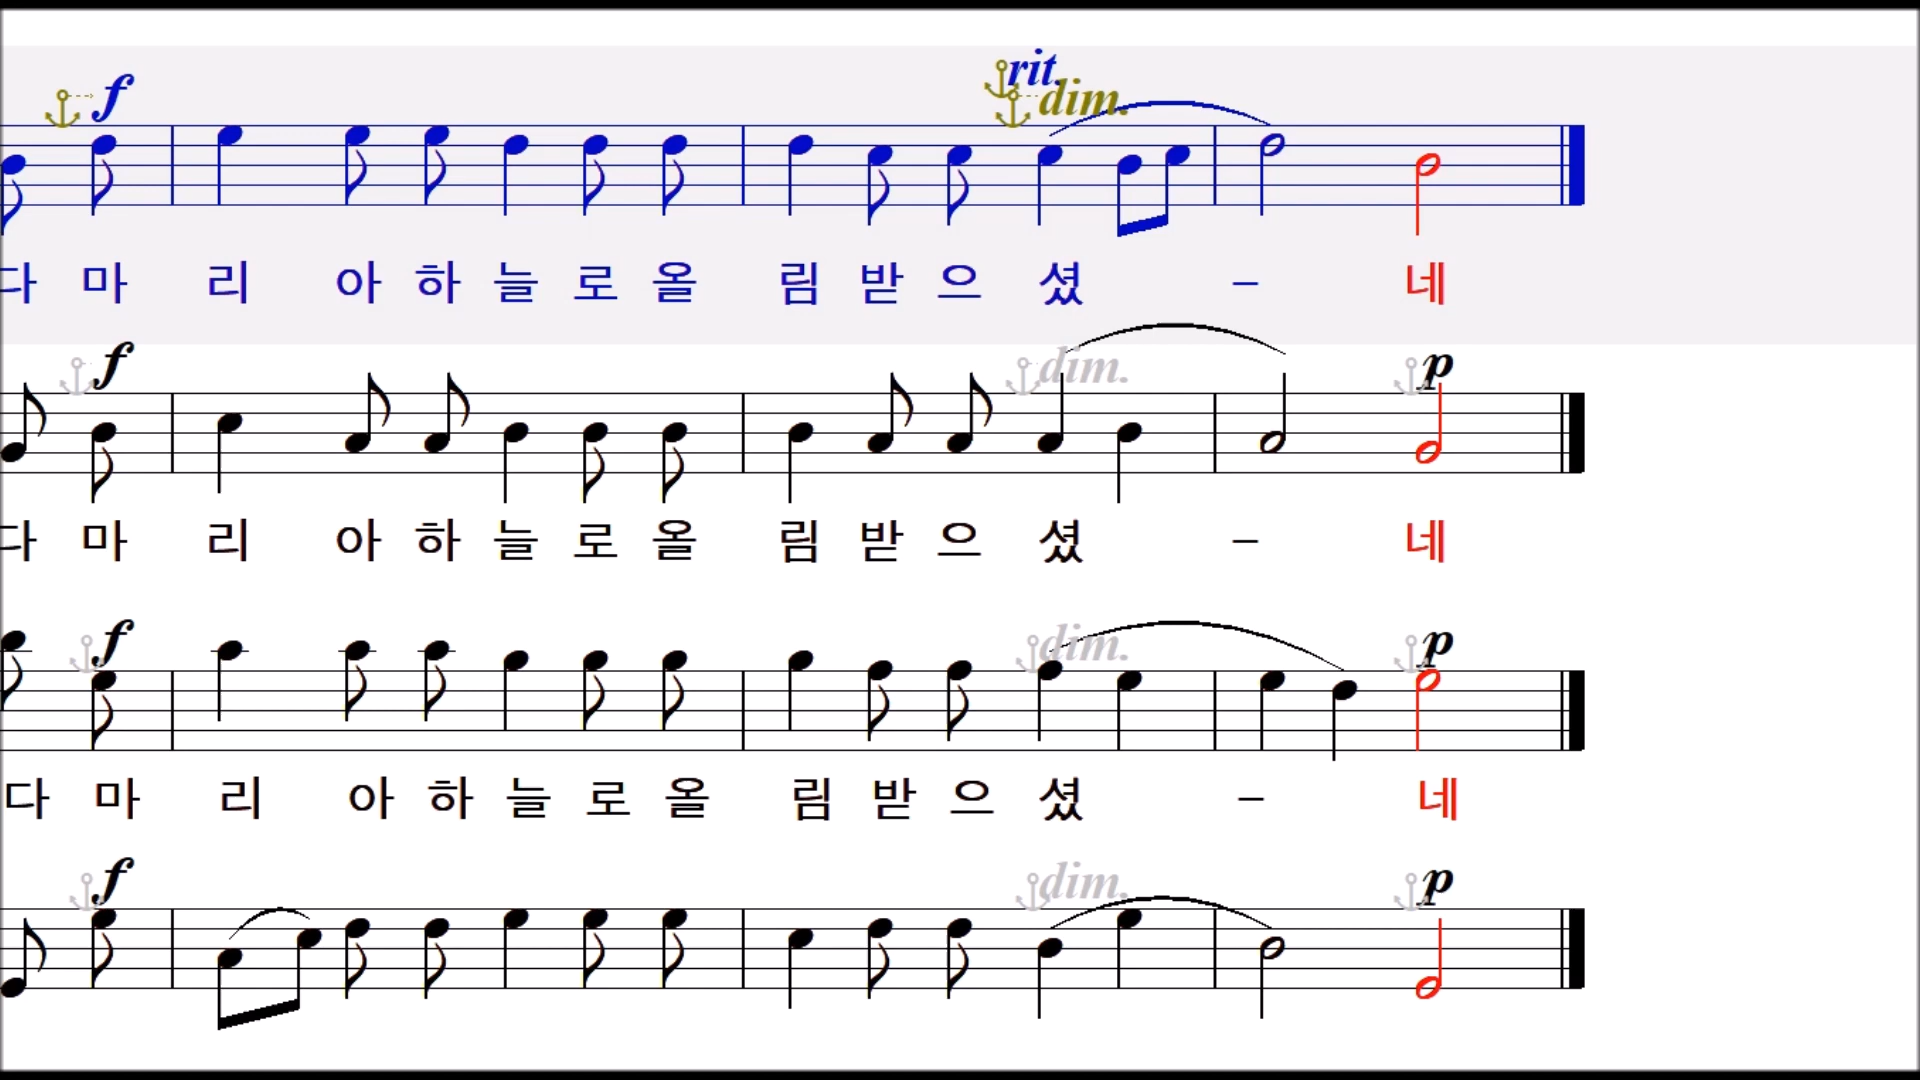 f rit. dim.
다 마 리 아 하 늘 로 올 림 받 으 셨 - 네
f dim. p
다 마 리 아 하 늘 로 올 림 받 으 셨 - 네
f dim. p
다 마 리 아 하 늘 로 올 림 받 으 셨 - 네
f dim. p